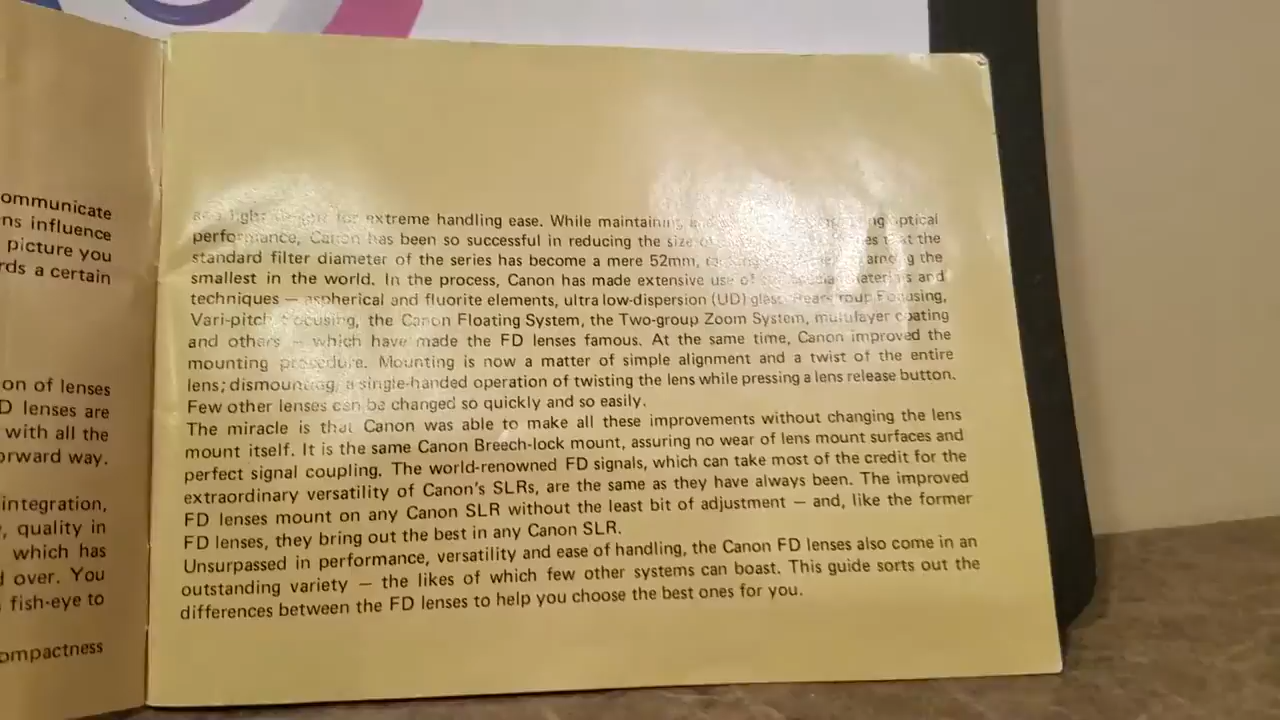 ommunicate
ns influence
picture you
rds a certain
on of lenses
D lenses are
with all the
orward way.
integration,
, quality in
which has
d over. You
fish-eye to
ompactness
light for extreme handling ease. While maintaining optical
performance, Canon has been so successful in reducing the size that the
standard filter diameter of the series has become a mere 52mm, among the
smallest in the world. In the process, Canon has made extensive use of materials and
techniques — aspherical and fluorite elements, ultra low-dispersion (UD) glass, Rear-group Focusing,
Vari-pitch Focusing, the Canon Floating System, the Two-group Zoom System, multilayer coating
and others — which have made the FD lenses famous. At the same time, Canon improved the
mounting procedure. Mounting is now a matter of simple alignment and a twist of the entire
lens; dismounting, a single-handed operation of twisting the lens while pressing a lens release button.
Few other lenses can be changed so quickly and so easily.
The miracle is that Canon was able to make all these improvements without changing the lens
mount itself. It is the same Canon Breech-lock mount, assuring no wear of lens mount surfaces and
perfect signal coupling. The world-renowned FD signals, which can take most of the credit for the
extraordinary versatility of Canon's SLRs, are the same as they have always been. The improved
FD lenses mount on any Canon SLR without the least bit of adjustment — and, like the former
FD lenses, they bring out the best in any Canon SLR.
Unsurpassed in performance, versatility and ease of handling, the Canon FD lenses also come in an
outstanding variety — the likes of which few other systems can boast. This guide sorts out the
differences between the FD lenses to help you choose the best ones for you.